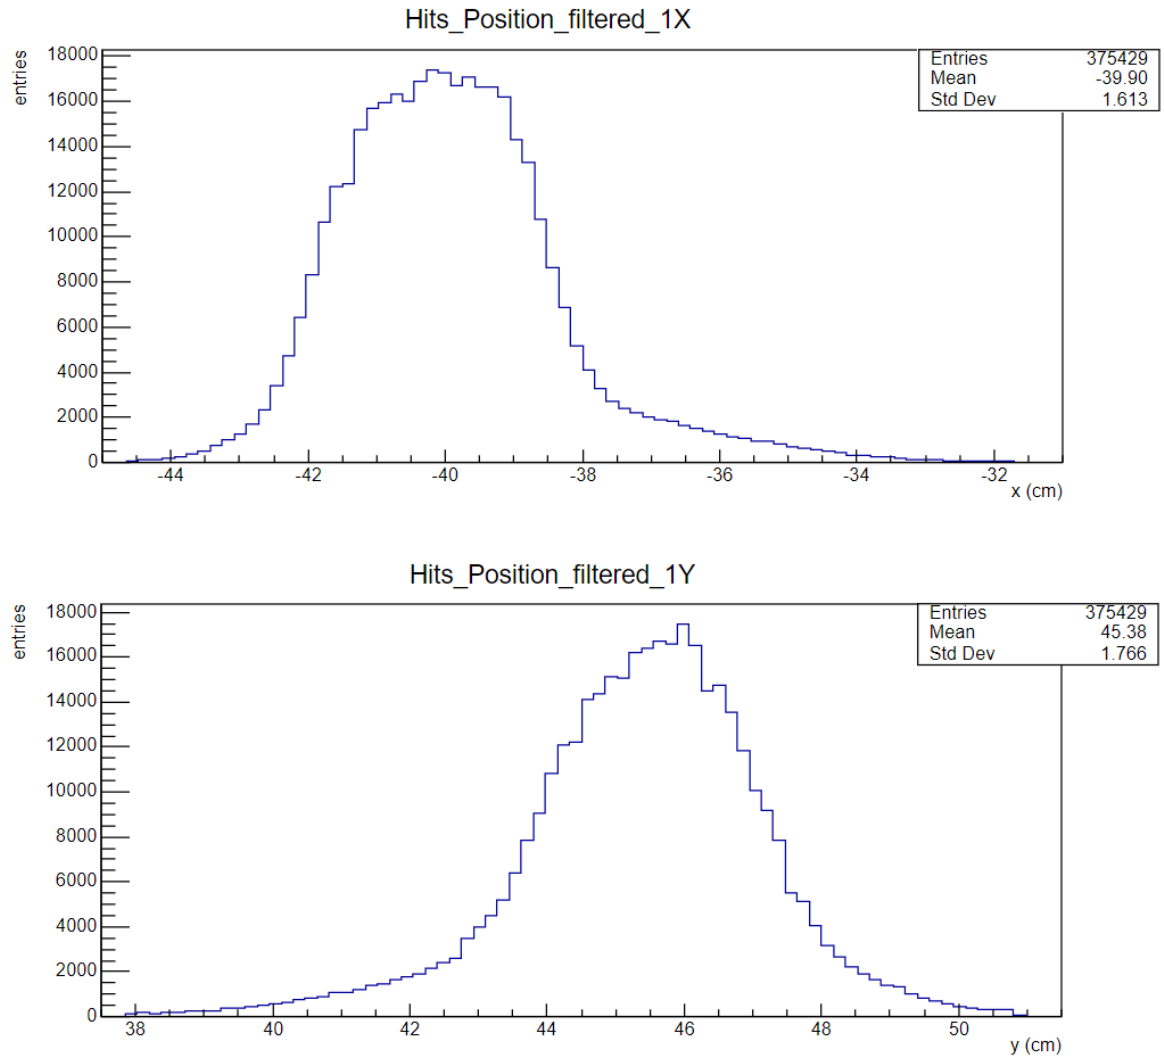 Hits_Position_filtered_1X
entries
18000
16000
14000
12000
10000
8000
6000
4000
2000
0
Entries 375429
Mean -39.90
Std Dev 1.613
-44 -42 -40 -38 -36 -34 -32
x (cm)
Hits_Position_filtered_1Y
entries
18000
16000
14000
12000
10000
8000
6000
4000
2000
0
Entries 375429
Mean 45.38
Std Dev 1.766
38 40 42 44 46 48 50
y (cm)